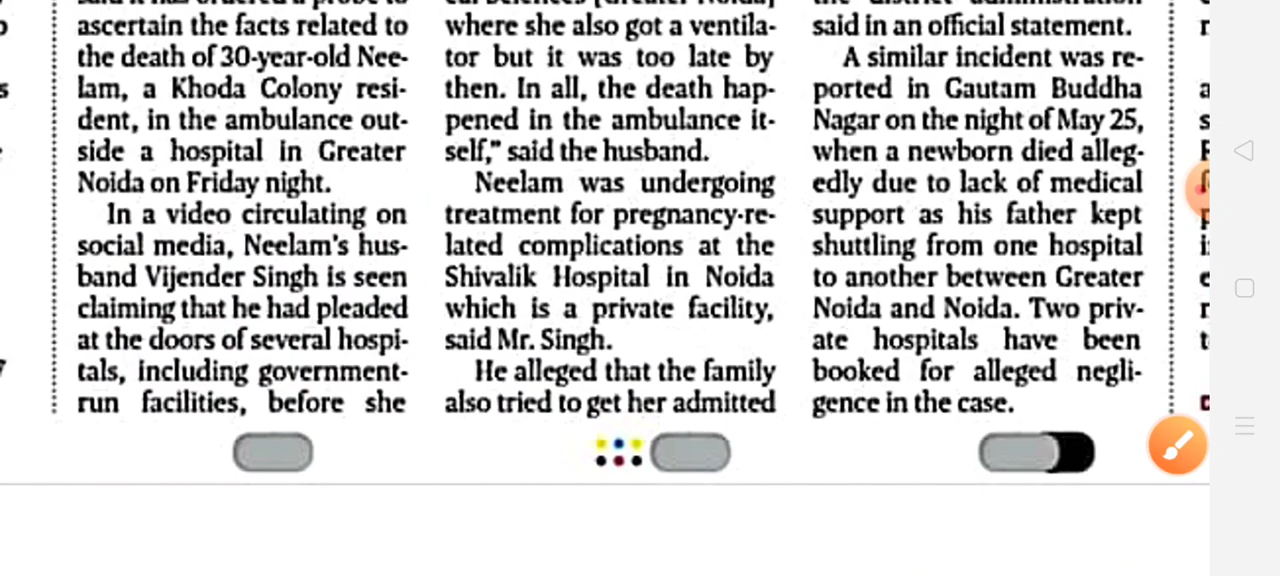 ascertain the facts related to
the death of 30-year-old Nee-
lam, a Khoda Colony resi-
dent, in the ambulance out-
side a hospital in Greater
Noida on Friday night.
In a video circulating on
social media, Neelam's hus-
band Vijender Singh is seen
claiming that he had pleaded
at the doors of several hospi-
tals, including government-
run facilities, before she
where she also got a ventila-
tor but it was too late by
then. In all, the death hap-
pened in the ambulance it-
self," said the husband.
Neelam was undergoing
treatment for pregnancy-re-
lated complications at the
Shivalik Hospital in Noida
which is a private facility,
said Mr. Singh.
He alleged that the family
also tried to get her admitted
said in an official statement.
A similar incident was re-
ported in Gautam Buddha
Nagar on the night of May 25,
when a newborn died alleg-
edly due to lack of medical
support as his father kept
shuttling from one hospital
to another between Greater
Noida and Noida. Two priv-
ate hospitals have been
booked for alleged negli-
gence in the case.